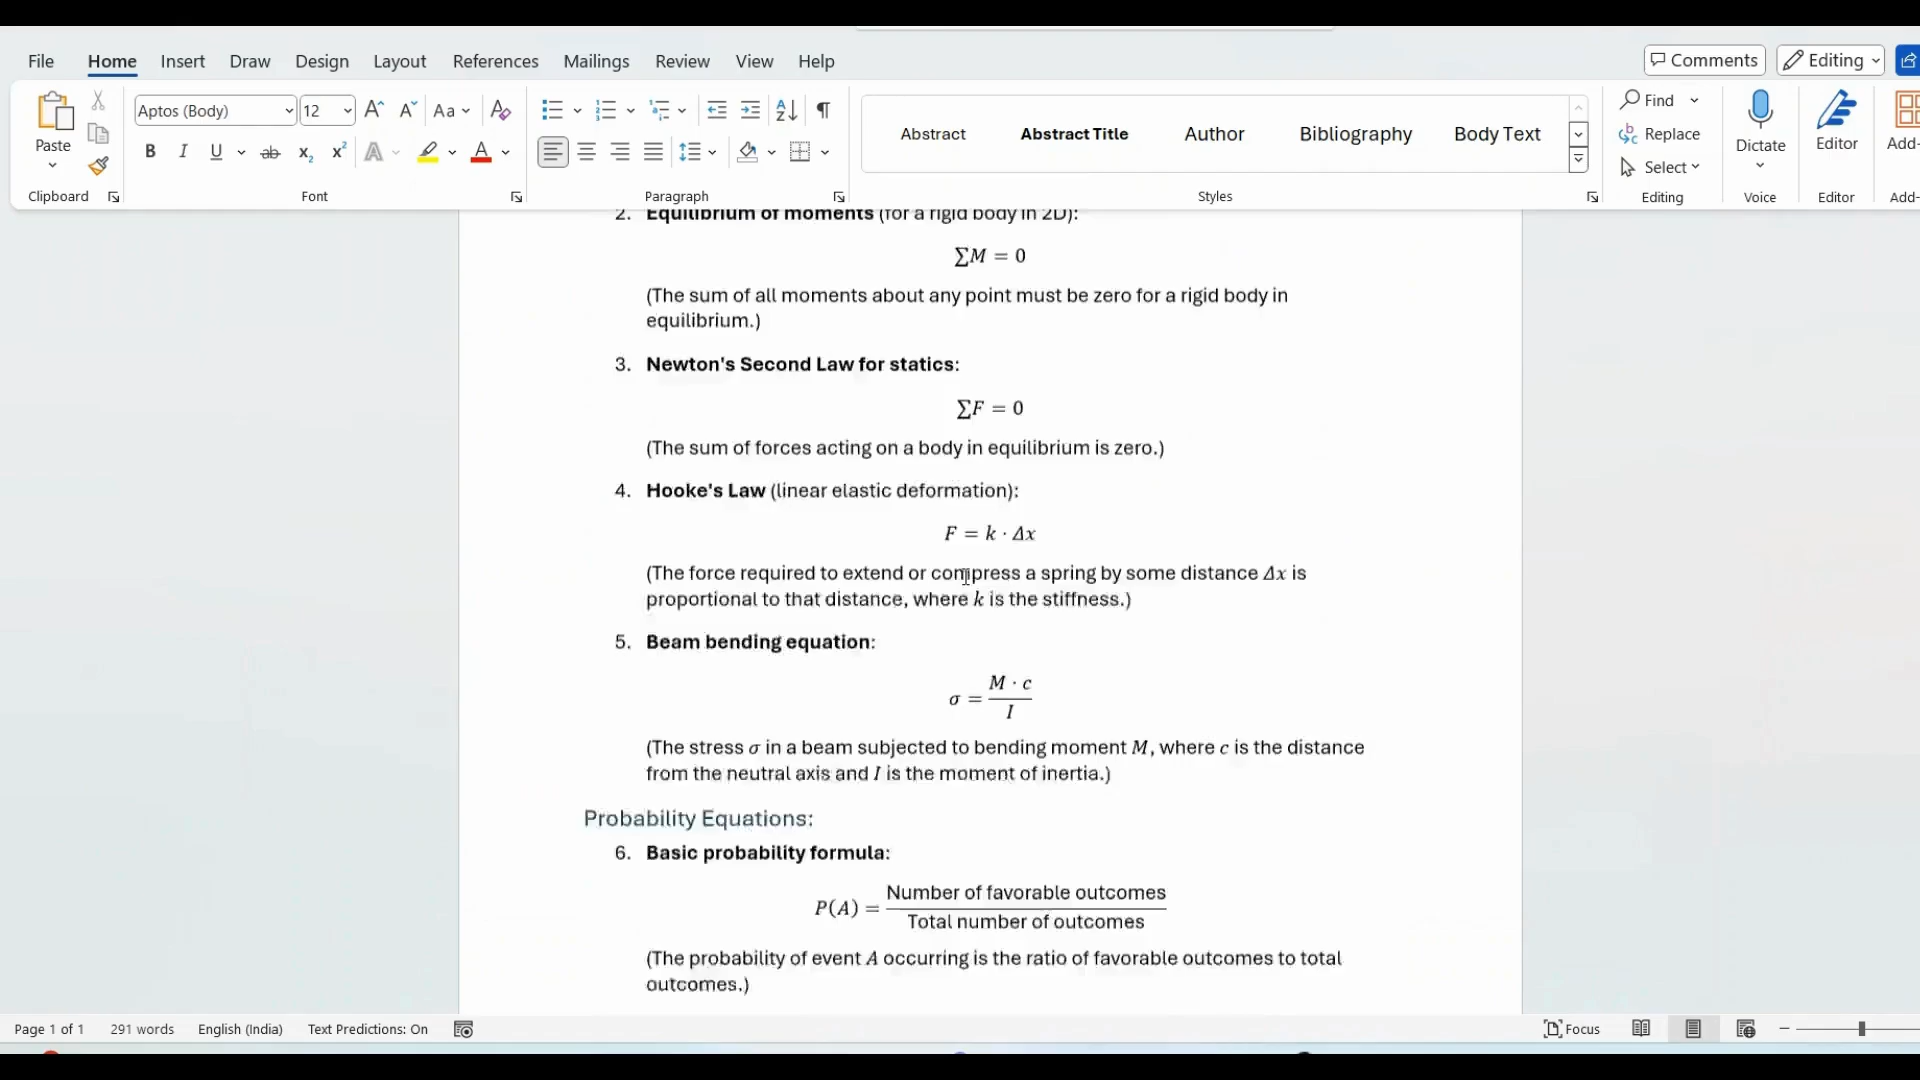 File Home Insert Draw Design Layout References Mailings Review View Help Comments Editing
Aptos (Body) 12 Aa
Paste
B I U ab x₂ x² A A
Clipboard Font Paragraph Styles Editing Voice Editor Add-
Abstract Abstract Title Author Bibliography Body Text
Find
Replace
Select
Dictate Editor Add-
2. Equilibrium of moments (for a rigid body in 2D):
∑M = 0
(The sum of all moments about any point must be zero for a rigid body in
equilibrium.)
3. Newton's Second Law for statics:
∑F = 0
(The sum of forces acting on a body in equilibrium is zero.)
4. Hooke's Law (linear elastic deformation):
F = k · Δx
(The force required to extend or compress a spring by some distance Δx is
proportional to that distance, where k is the stiffness.)
5. Beam bending equation:
σ = M · c / I
(The stress σ in a beam subjected to bending moment M, where c is the distance
from the neutral axis and I is the moment of inertia.)
Probability Equations:
6. Basic probability formula:
P(A) = Number of favorable outcomes / Total number of outcomes
(The probability of event A occurring is the ratio of favorable outcomes to total
outcomes.)
Page 1 of 1 291 words English (India) Text Predictions: On Focus